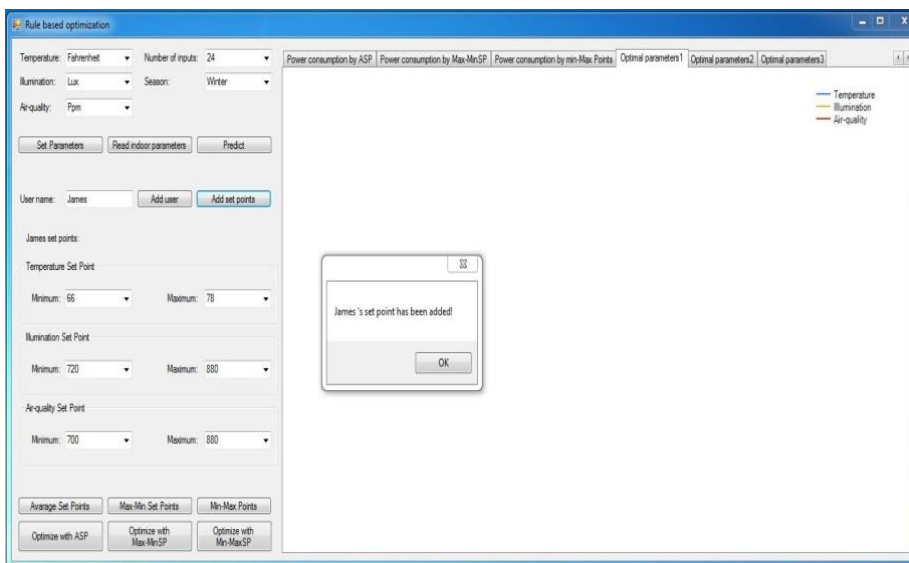 Rule based optimization
Temperature: Fahrenheit Number of inputs: 24
Illumination: Lux Season: Winter
Air-quality: Ppm
Set Parameters Read indoor parameters Predict
User name: James Add user Add set points
James set points:
Temperature Set Point
Minimum: 66 Maximum: 78
Illumination Set Point
Minimum: 720 Maximum: 880
Air-quality Set Point
Minimum: 700 Maximum: 880
Avarage Set Points Max-Min Set Points Min-Max Points
Optimize with ASP Optimize with Max-MinSP Optimize with Min-MaxSP
Power consumption by ASP Power consumption by Max-MinSP Power consumption by min-Max Points Optimal parameters1 Optimal parameters2 Optimal parameters3
Temperature
Illumination
Air-quality
James 's set point has been added!
OK